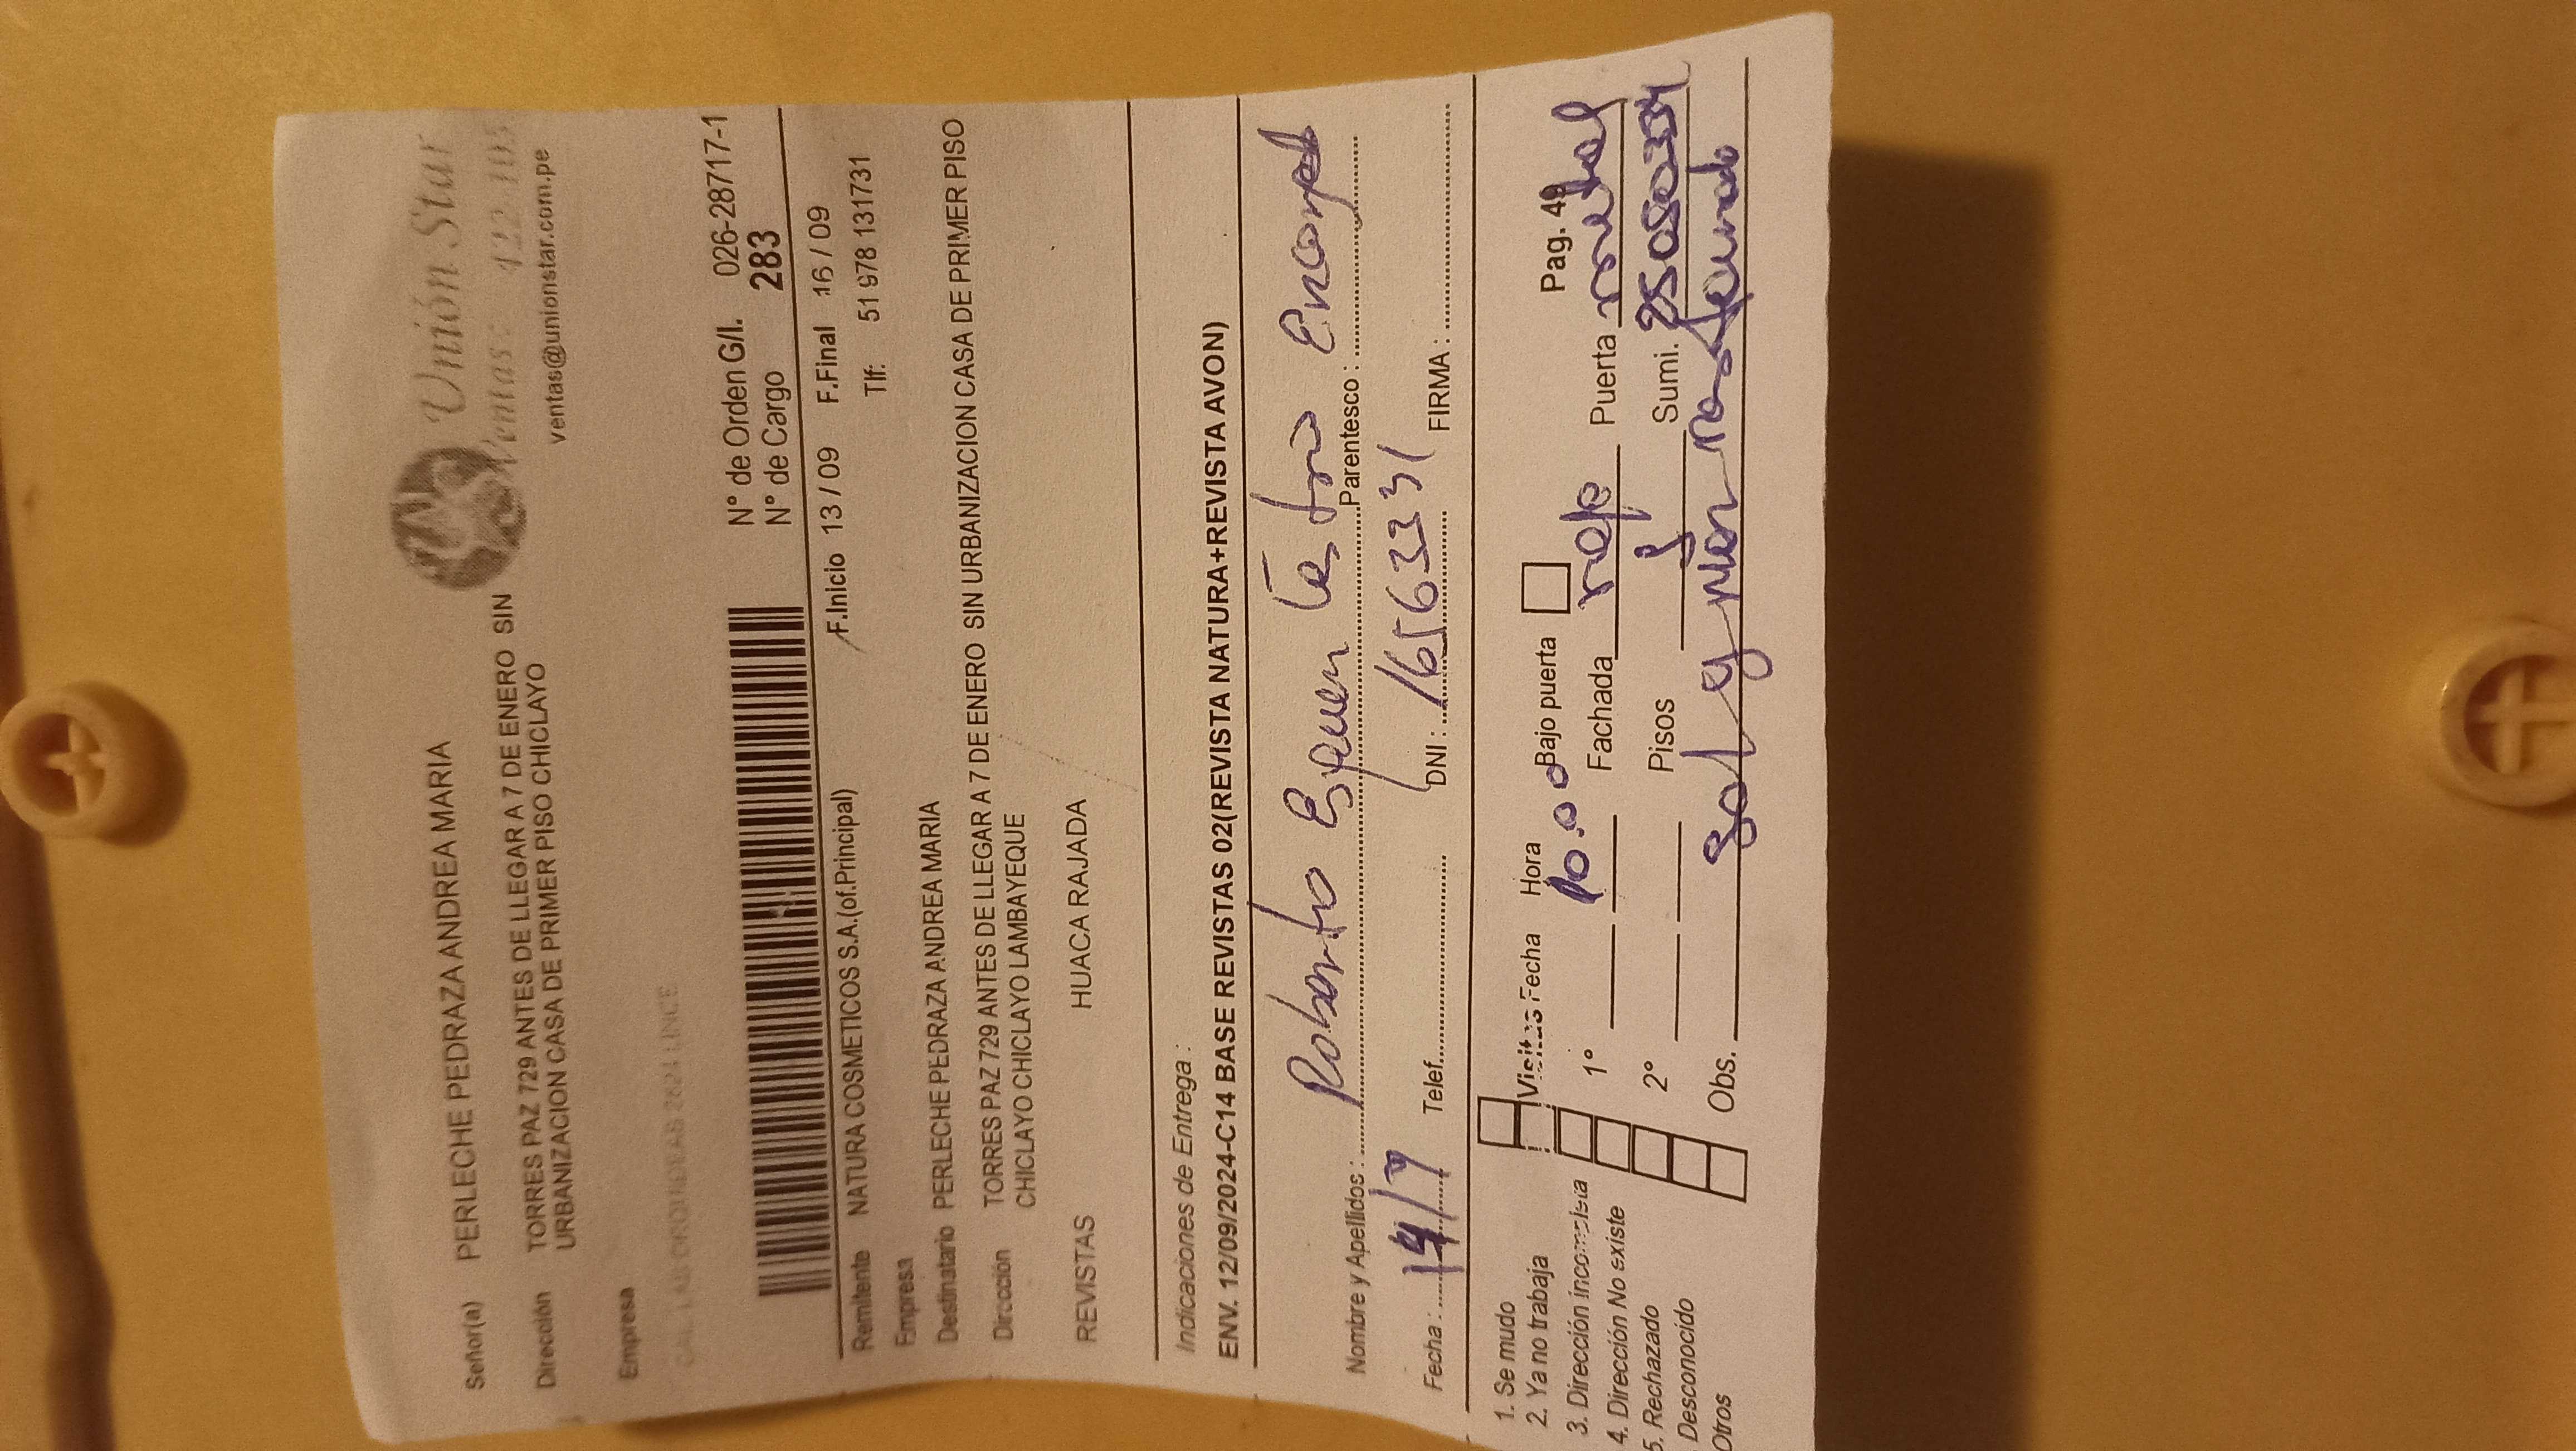 Señor(a) PERLECHE PEDRAZA ANDREA MARIA
Dirección TORRES PAZ 729 ANTES DE LLEGAR A 7 DE ENERO SIN
URBANIZACION CASA DE PRIMER PISO CHICLAYO
Empresa
Unión Star
Ventas:
ventas@unionstar.com.pe
N° de Orden G/I. 026-28717-1
N° de Cargo 283
F.Inicio 13 / 09 F.Final 16 / 09
Remitente NATURA COSMETICOS S.A.(of.Principal)
Tlf: 51 978 131731
Empresa
Destinatario PERLECHE PEDRAZA ANDREA MARIA
Dirección TORRES PAZ 729 ANTES DE LLEGAR A 7 DE ENERO SIN URBANIZACION CASA DE PRIMER PISO
CHICLAYO CHICLAYO LAMBAYEQUE
REVISTAS HUACA RAJADA
Indicaciones de Entrega :
ENV. 12/09/2024-C14 BASE REVISTAS 02(REVISTA NATURA+REVISTA AVON)
Nombre y Apellidos : Roberto Parentesco :
Fecha : 14/9 Telef. DNI : 16563331 FIRMA :
1. Se mudo
2. Ya no trabaja
3. Dirección incompleta
4. Dirección No existe
5. Rechazado
Desconocido
Otros
Visitas Fecha Hora Bajo puerta Pag. 49
1° 10.00 Fachada Puerta metal
2° Pisos Sumi.
Obs.